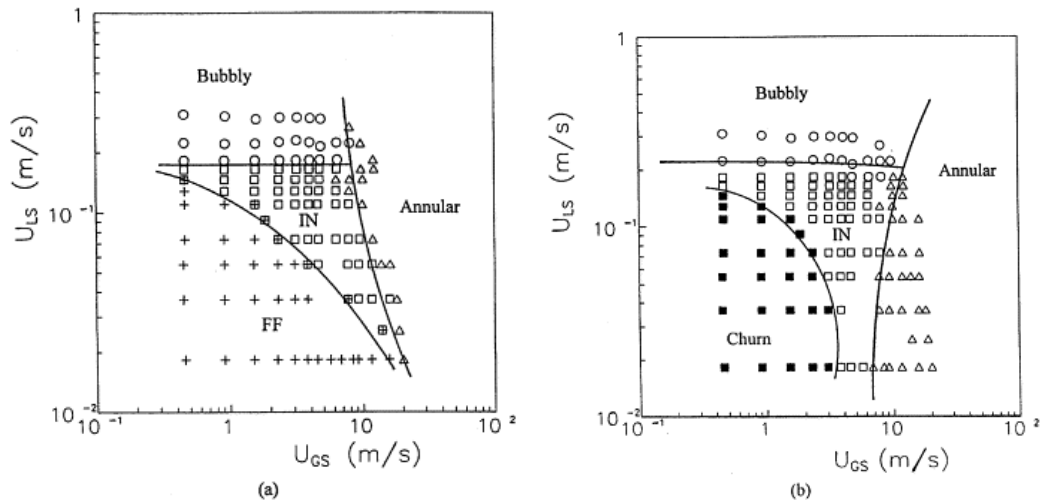 1
Bubbly
U_LS (m/s)
10^-1
Annular
IN
FF
10^-2
10^-1
1
10
10^2
U_GS (m/s)
(a)
1
Bubbly
U_LS (m/s)
10^-1
Annular
IN
Churn
10^-2
10^-1
1
10
10^2
U_GS (m/s)
(b)